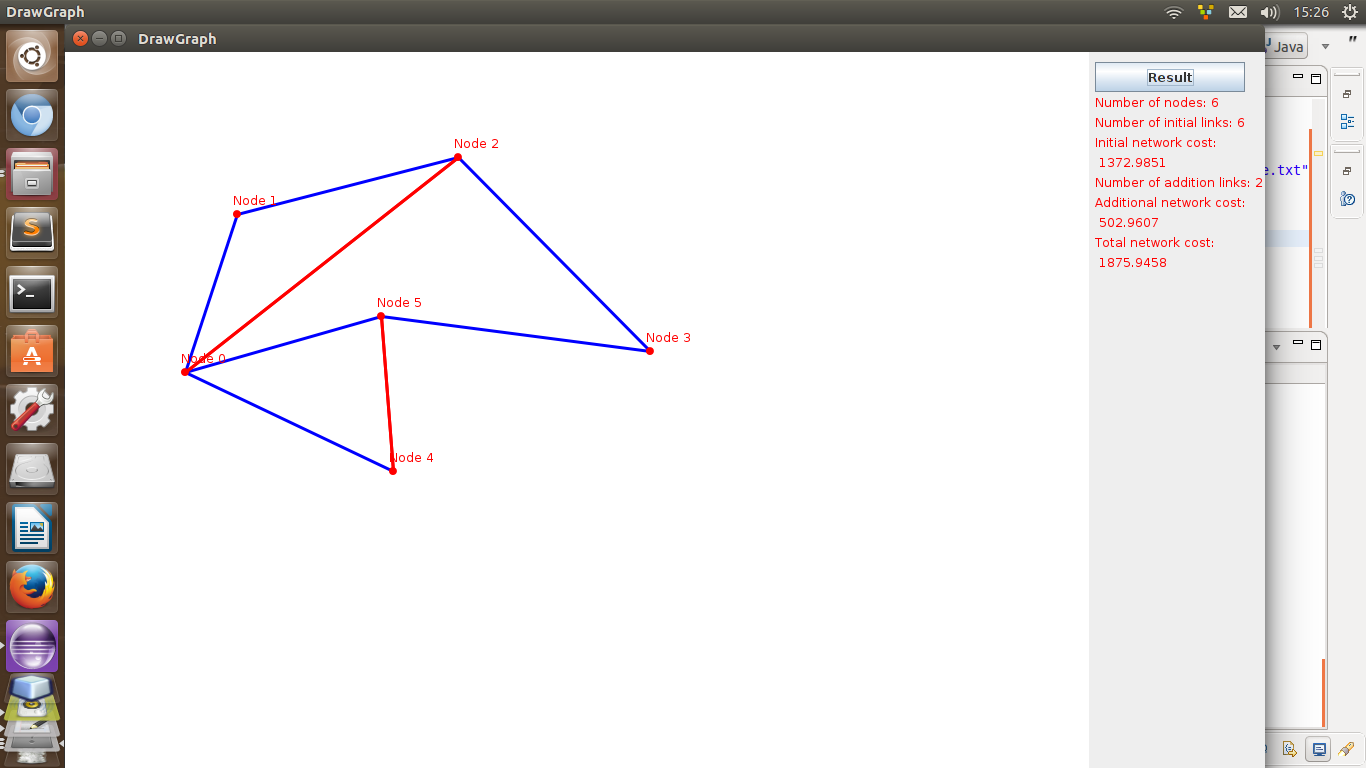 DrawGraph
15:26
DrawGraph
Java
Result
Number of nodes: 6
Number of initial links: 6
Initial network cost:
1372.9851
Number of addition links: 2
Additional network cost:
502.9607
Total network cost:
1875.9458
e.txt"
Node 2
Node 1
Node 5
Node 3
Node 0
Node 4